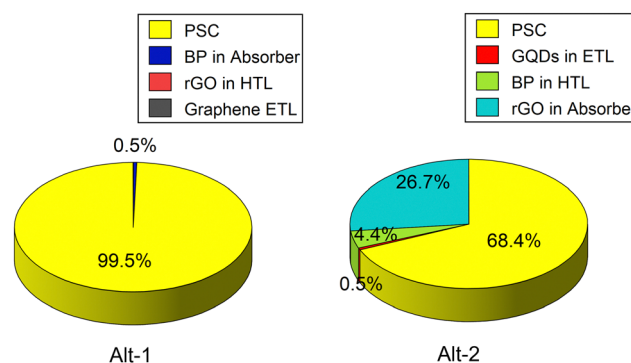 PSC
BP in Absorber
rGO in HTL
Graphene ETL
0.5%
99.5%
Alt-1
PSC
GQDs in ETL
BP in HTL
rGO in Absorbe
26.7%
4.4%
68.4%
0.5%
Alt-2